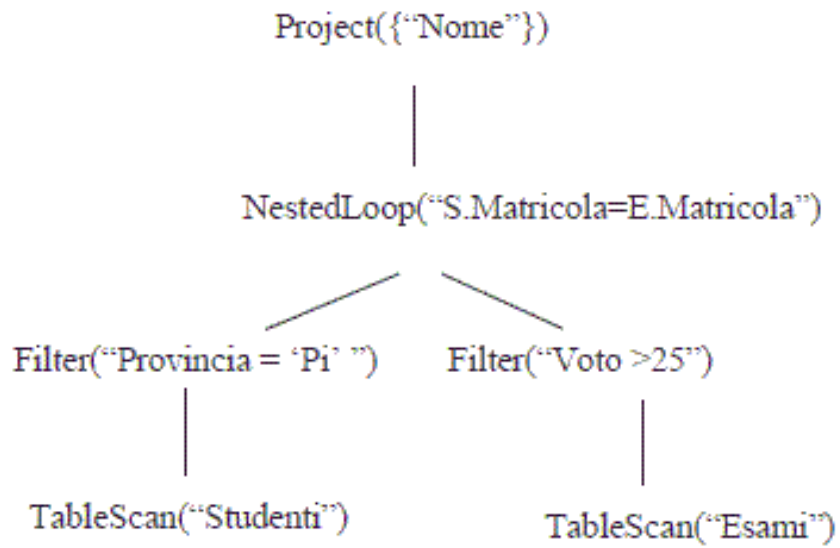 Project({“Nome”})
NestedLoop(“S.Matricola=E.Matricola”)
Filter(“Provincia = ‘Pi’ ”)
Filter(“Voto >25”)
TableScan(“Studenti”)
TableScan(“Esami”)